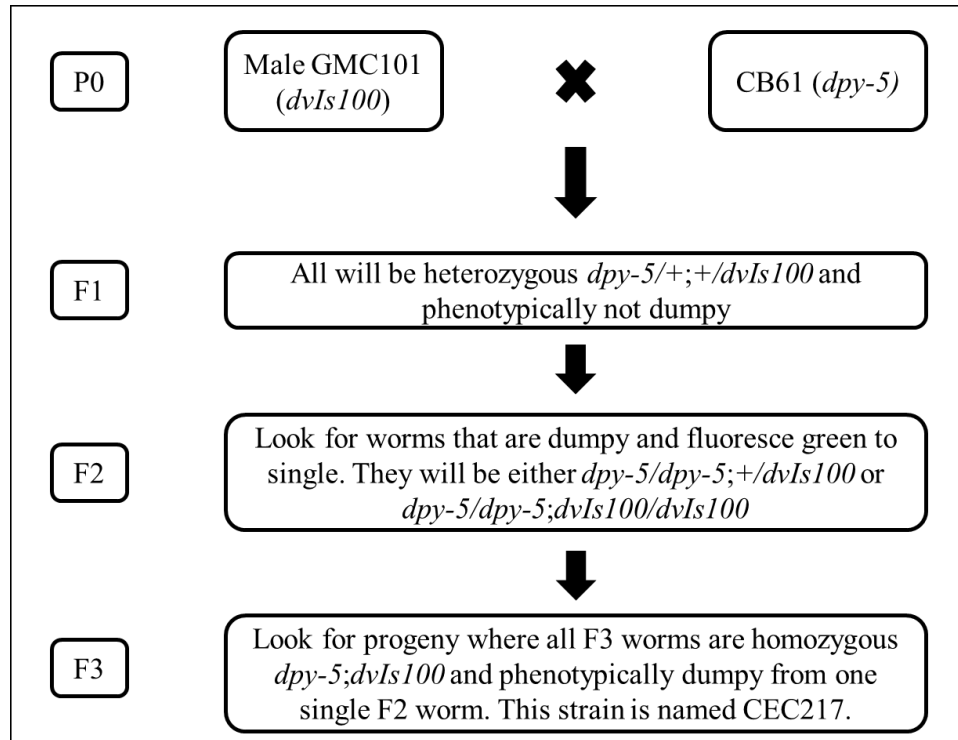 P0
Male GMC101
(dvIs100)
CB61 (dpy-5)
F1
All will be heterozygous dpy-5/+;+/dvIs100 and
phenotypically not dumpy
F2
Look for worms that are dumpy and fluoresce green to
single. They will be either dpy-5/dpy-5;+/dvIs100 or
dpy-5/dpy-5;dvIs100/dvIs100
F3
Look for progeny where all F3 worms are homozygous
dpy-5;dvIs100 and phenotypically dumpy from one
single F2 worm. This strain is named CEC217.